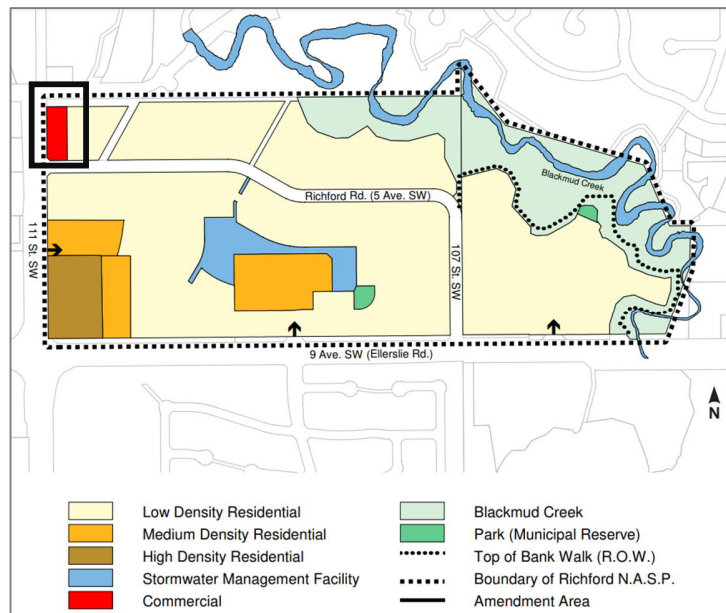 Blackmud Creek
Richford Rd. (5 Ave. SW)
111 St. SW
107 St. SW
9 Ave. SW (Ellerslie Rd.)
N
Low Density Residential
Medium Density Residential
High Density Residential
Stormwater Management Facility
Commercial
Blackmud Creek
Park (Municipal Reserve)
Top of Bank Walk (R.O.W.)
Boundary of Richford N.A.S.P.
Amendment Area